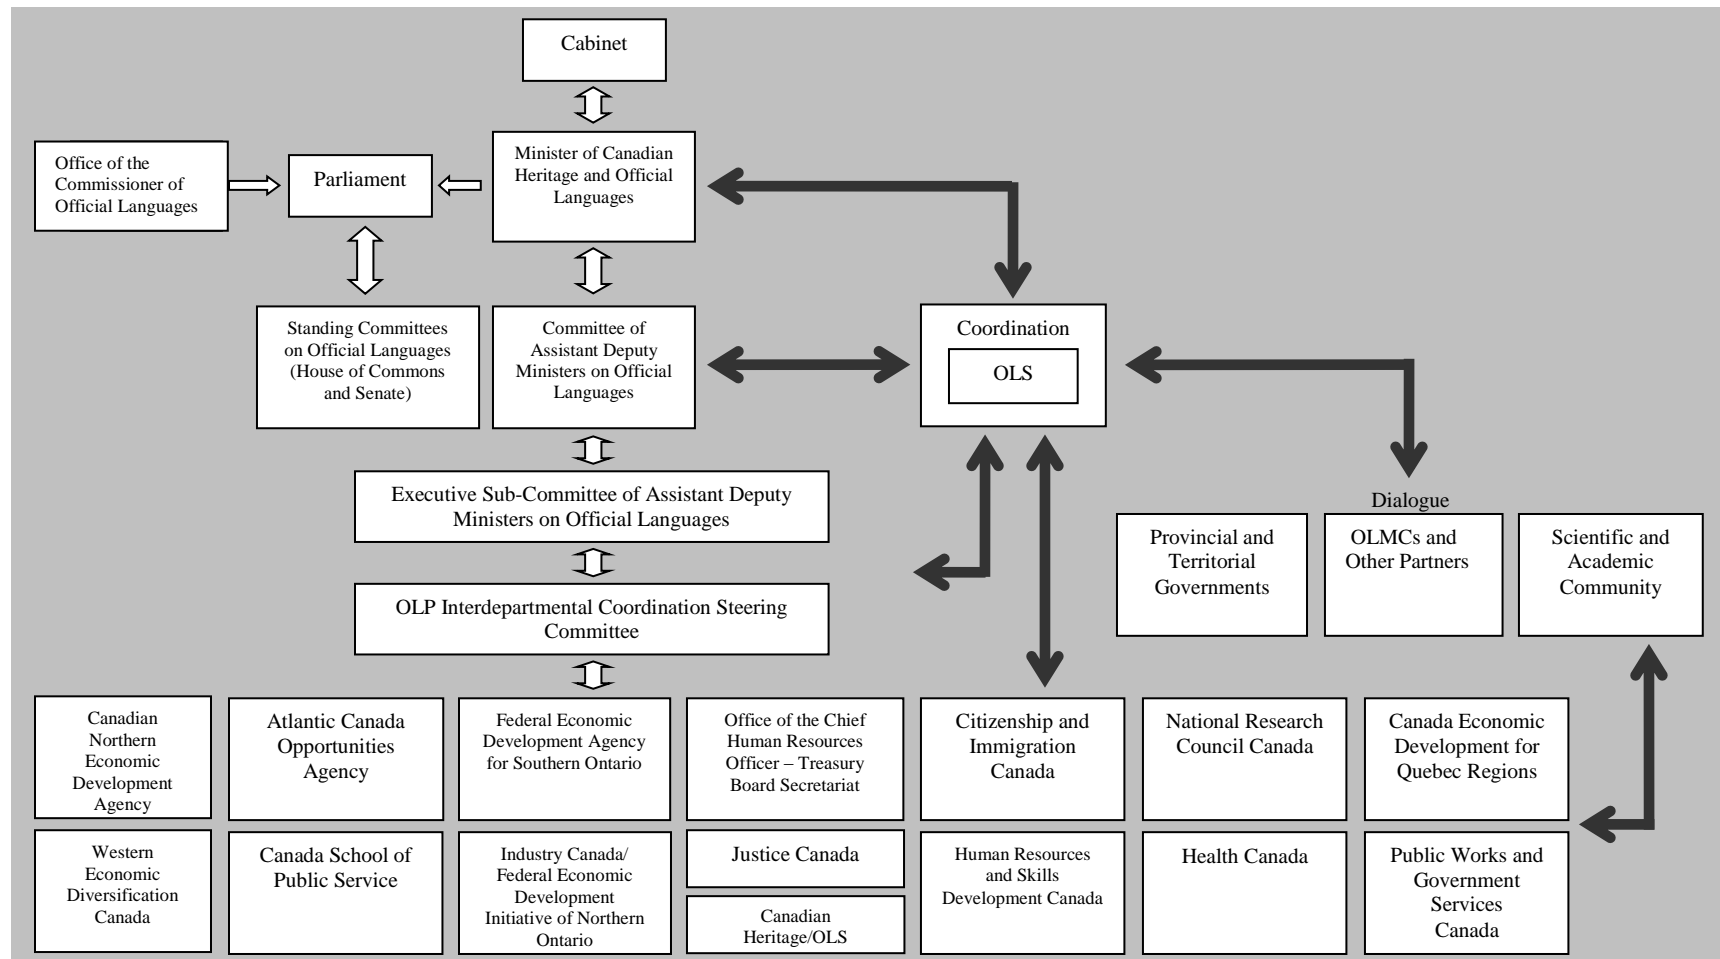 Cabinet
Office of the
Commissioner of
Official Languages
Parliament
Minister of Canadian
Heritage and Official
Languages
Standing Committees
on Official Languages
(House of Commons
and Senate)
Committee of
Assistant Deputy
Ministers on Official
Languages
Coordination
OLS
Executive Sub-Committee of Assistant Deputy
Ministers on Official Languages
Dialogue
Provincial and
Territorial
Governments
OLMCs and
Other Partners
Scientific and
Academic
Community
OLP Interdepartmental Coordination Steering
Committee
Canadian
Northern
Economic
Development
Agency
Atlantic Canada
Opportunities
Agency
Federal Economic
Development Agency
for Southern Ontario
Office of the Chief
Human Resources
Officer – Treasury
Board Secretariat
Citizenship and
Immigration
Canada
National Research
Council Canada
Canada Economic
Development for
Quebec Regions
Western
Economic
Diversification
Canada
Canada School of
Public Service
Industry Canada/
Federal Economic
Development
Initiative of Northern
Ontario
Justice Canada
Canadian
Heritage/OLS
Human Resources
and Skills
Development Canada
Health Canada
Public Works and
Government
Services
Canada